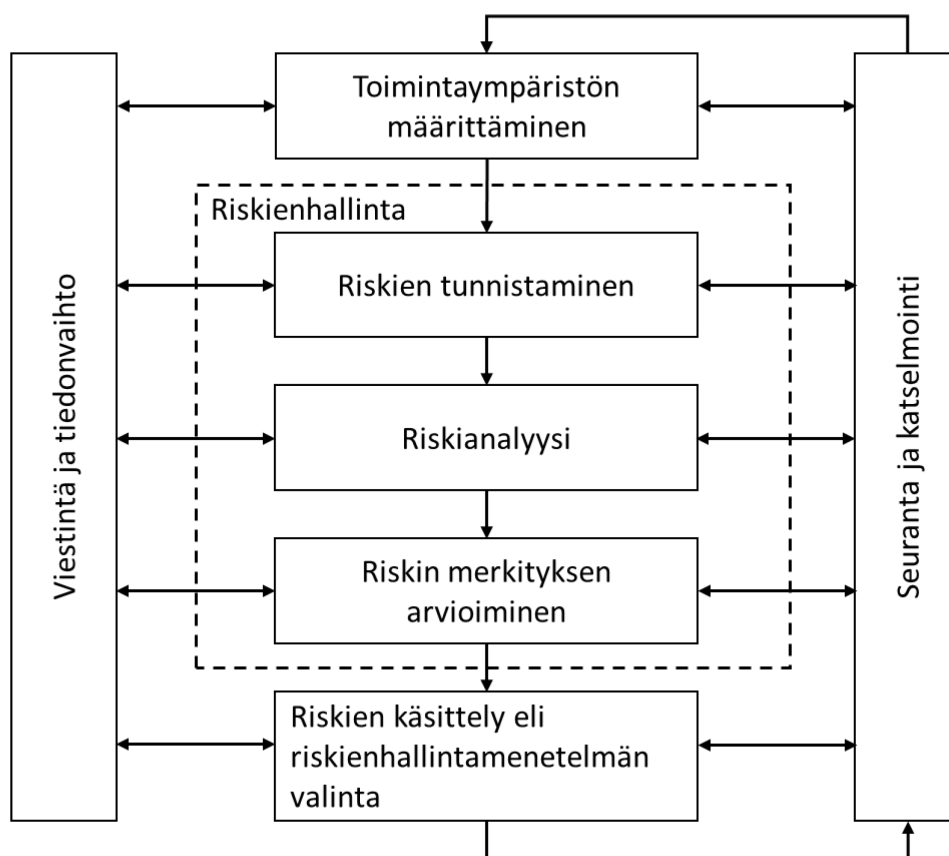 Toimintaympäristön
määrittäminen
Riskienhallinta
Riskien tunnistaminen
Riskianalyysi
Riskin merkityksen
arvioiminen
Riskien käsittely eli
riskienhallintamenetelmän
valinta
Viestintä ja tiedonvaihto
Seuranta ja katselmointi